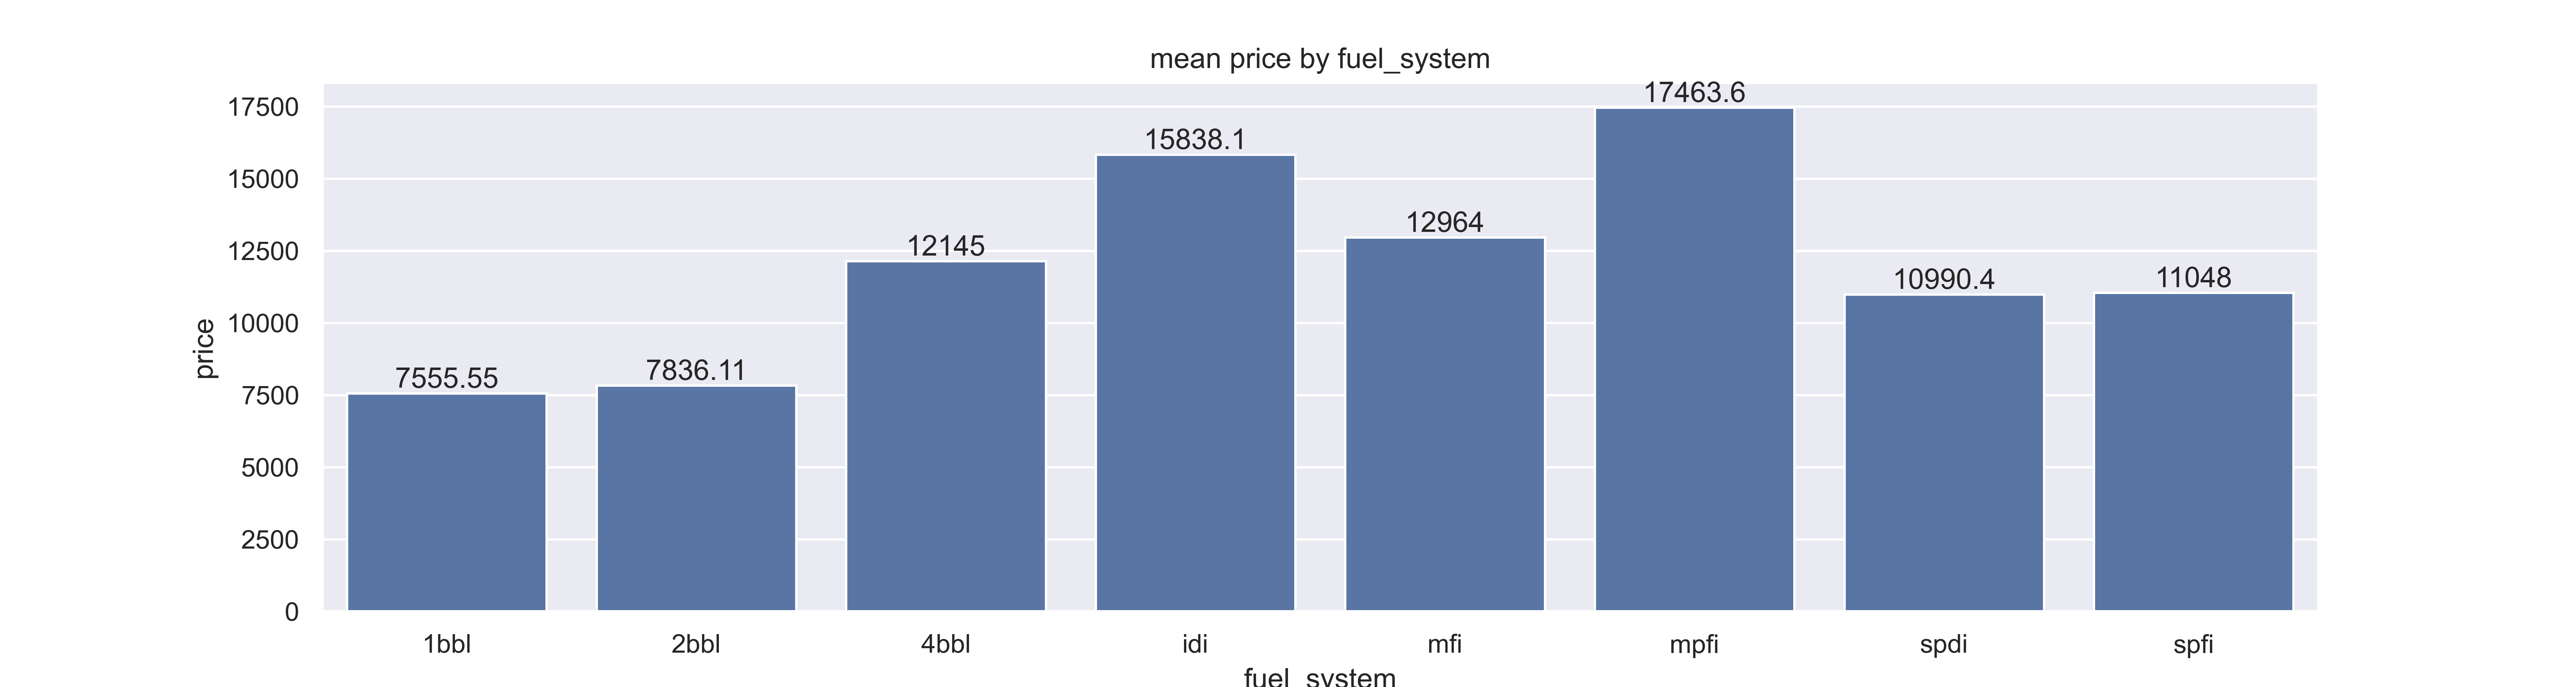 mean price by fuel_system
17500
15000
12500
10000
7500
5000
2500
0
price
7555.55
7836.11
12145
15838.1
12964
17463.6
10990.4
11048
1bbl
2bbl
4bbl
idi
mfi
mpfi
spdi
spfi
fuel_system